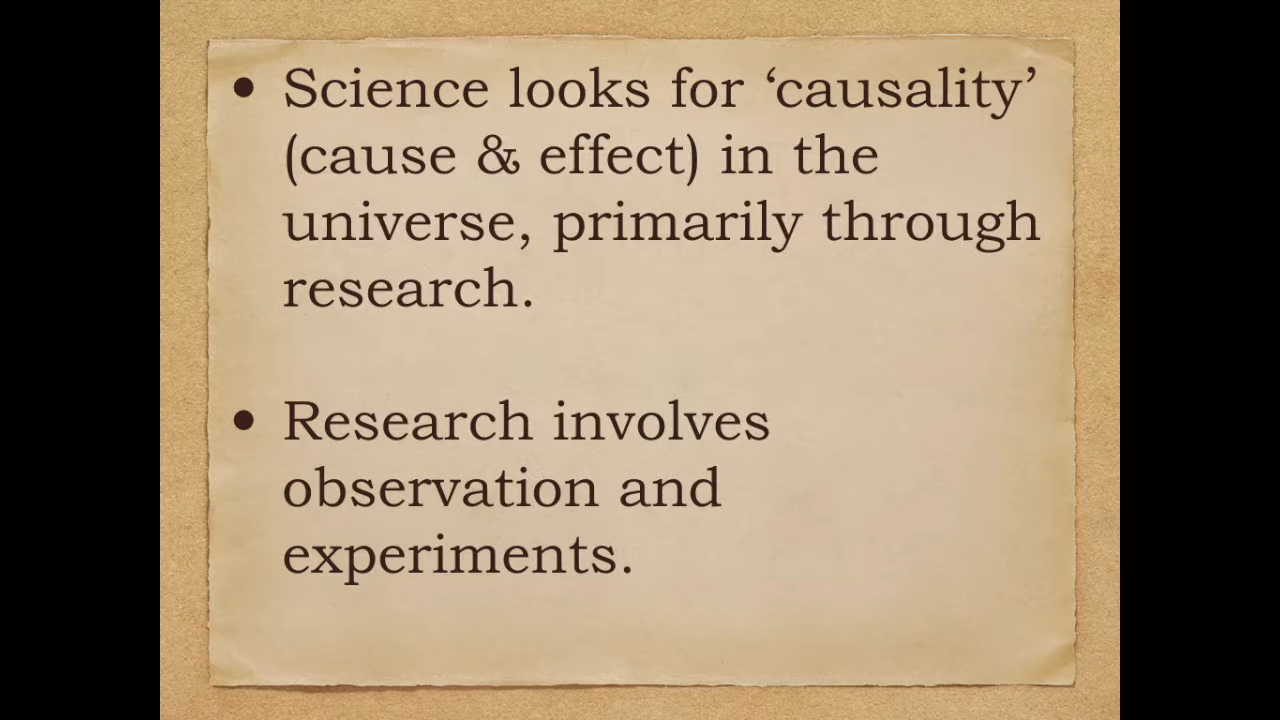 • Science looks for ‘causality’
(cause & effect) in the
universe, primarily through
research.
• Research involves
observation and
experiments.